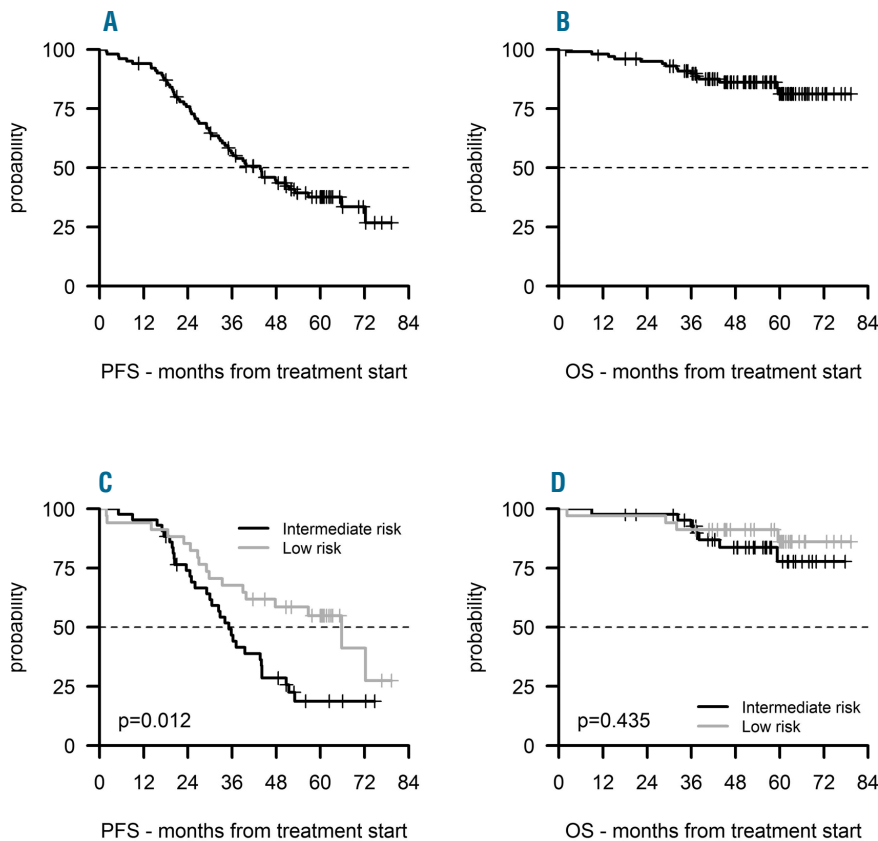 A
100
75
50
25
0
probability
0 12 24 36 48 60 72 84
PFS - months from treatment start
B
100
75
50
25
0
probability
0 12 24 36 48 60 72 84
OS - months from treatment start
C
100
75
50
25
0
probability
Intermediate risk
Low risk
p=0.012
0 12 24 36 48 60 72 84
PFS - months from treatment start
D
100
75
50
25
0
probability
Intermediate risk
Low risk
p=0.435
0 12 24 36 48 60 72 84
OS - months from treatment start